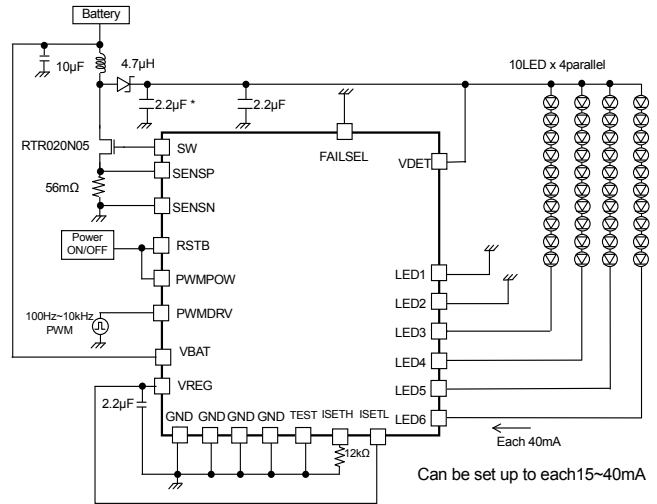 Battery
10μF
4.7μH
2.2μF *
2.2μF
10LED x 4parallel
RTR020N05
56mΩ
SW
SENSP
SENSN
FAILSEL
VDET
Power
ON/OFF
RSTB
PWMPOW
100Hz~10kHz
PWM
PWMDRV
VBAT
VREG
2.2μF
LED1
LED2
LED3
LED4
LED5
LED6
GND
GND
GND
GND
TEST
ISETH
ISETL
12kΩ
Each 40mA
Can be set up to each15~40mA